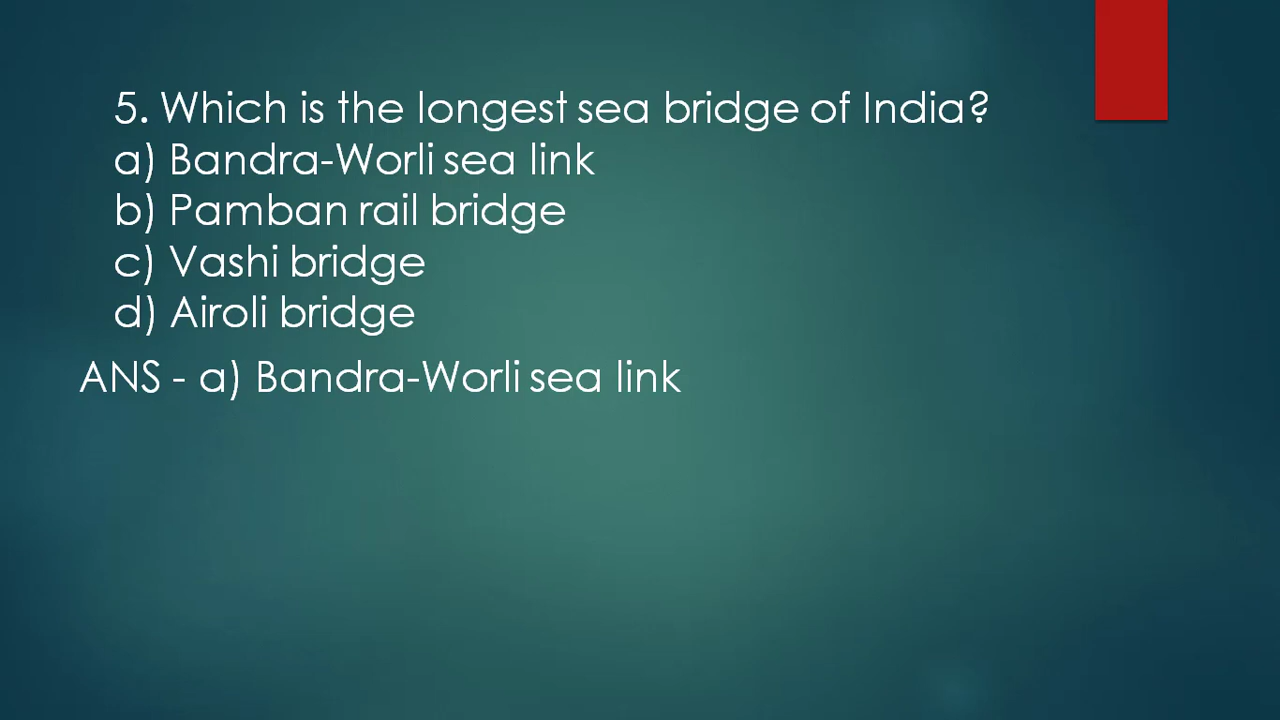 5. Which is the longest sea bridge of India?
a) Bandra-Worli sea link
b) Pamban rail bridge
c) Vashi bridge
d) Airoli bridge
ANS - a) Bandra-Worli sea link